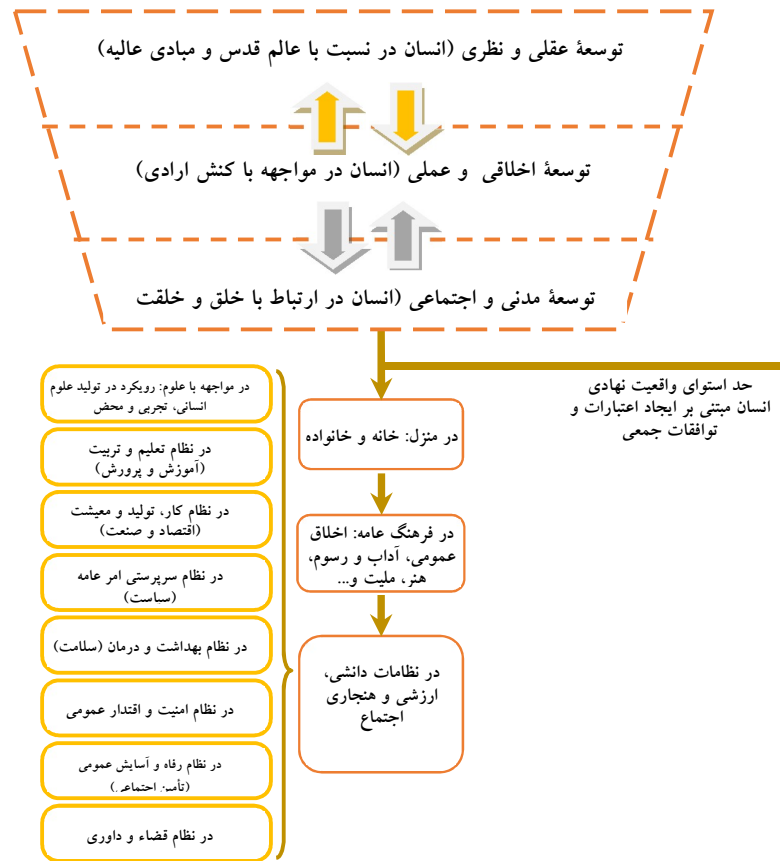 توسعۀ عقلی و نظری (انسان در نسبت با عالم قدس و مبادی عالیه)
توسعۀ اخلاقی و عملی (انسان در مواجهه با کنش ارادی)
توسعۀ مدنی و اجتماعی (انسان در ارتباط با خلق و خلقت
حد استوای واقعیت نهادی
انسان مبتنی بر ایجاد اعتبارات و
توافقات جمعی
در منزل: خانه و خانواده
در فرهنگ عامه: اخلاق
عمومی، آداب و رسوم،
هنر، ملیت و...
در نظامات دانشی،
ارزشی و هنجاری
اجتماع
در مواجهه با علوم: رویکرد در تولید علوم
انسانی، تجربی و محض
در نظام تعلیم و تربیت
(آموزش و پرورش)
در نظام کار، تولید و معیشت
(اقتصاد و صنعت)
در نظام سرپرستی امر عامه
(سیاست)
در نظام بهداشت و درمان (سلامت)
در نظام امنیت و اقتدار عمومی
در نظام رفاه و آسایش عمومی
(تأمین اجتماعی)
در نظام قضاء و داوری